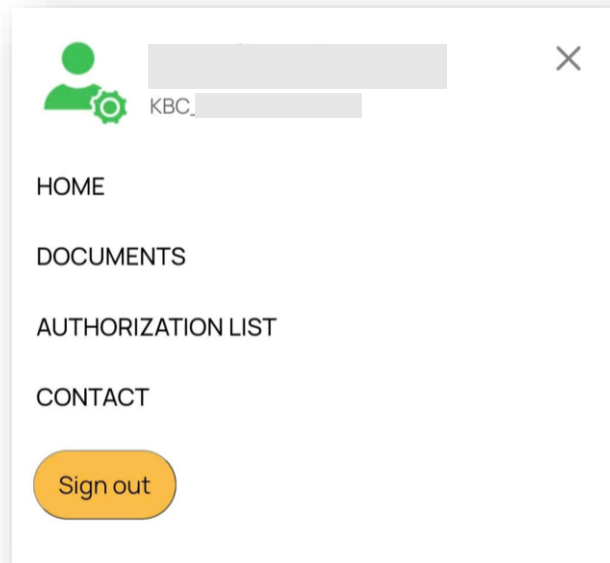 KBC_
HOME
DOCUMENTS
AUTHORIZATION LIST
CONTACT
Sign out